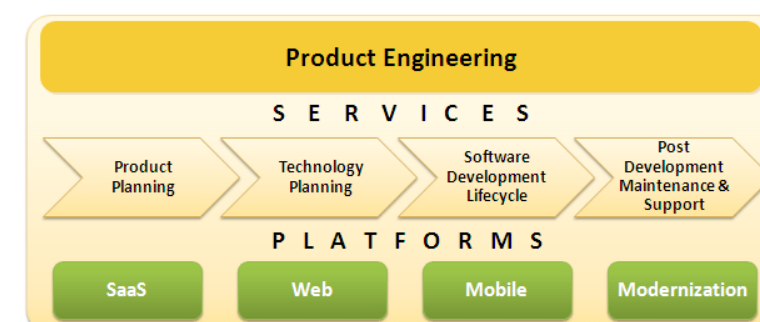 Product Engineering
S E R V I C E S
Product
Planning
Technology
Planning
Software
Development
Lifecycle
Post
Development
Maintenance &
Support
P L A T F O R M S
SaaS
Web
Mobile
Modernization